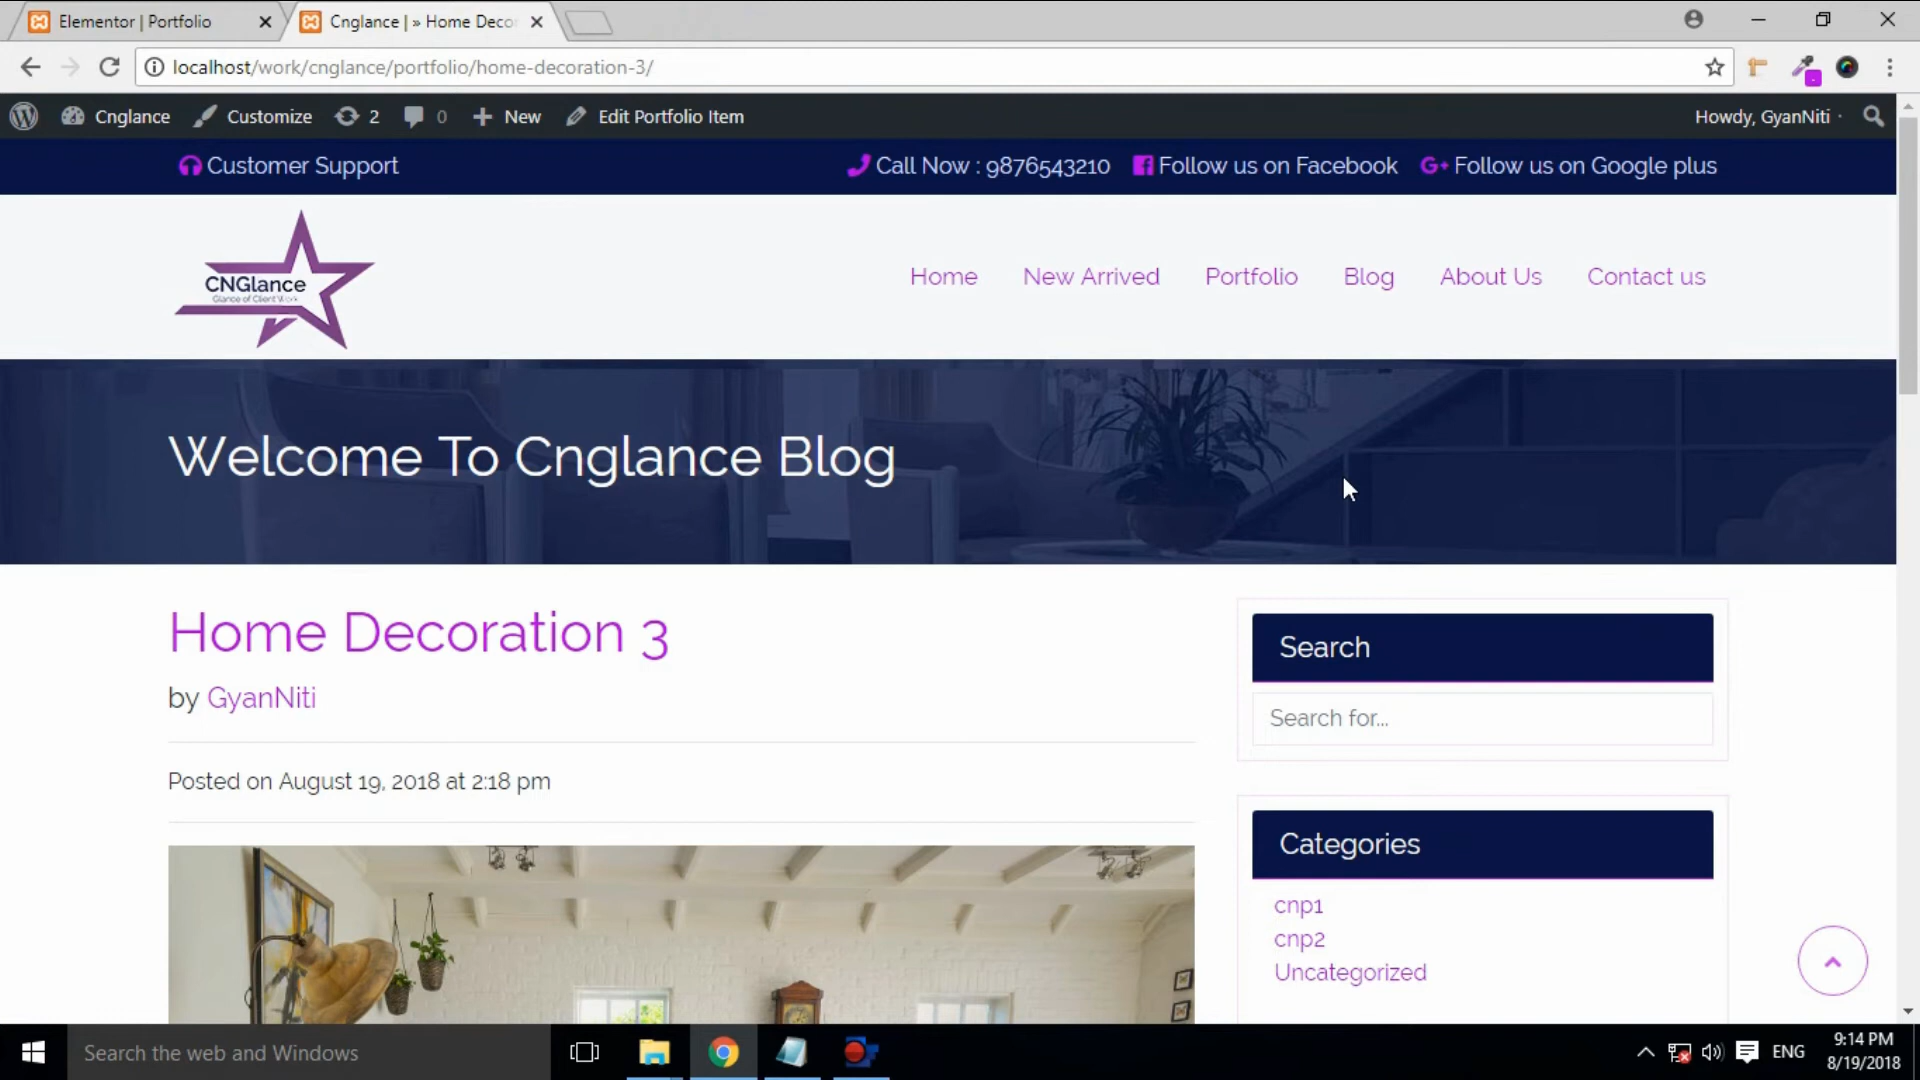 Elementor | Portfolio
Cnglance | » Home Deco
localhost/work/cnglance/portfolio/home-decoration-3/
Cnglance Customize 2 0 New Edit Portfolio Item Howdy, GyanNiti
Customer Support Call Now : 9876543210 Follow us on Facebook G+ Follow us on Google plus
CNGlance
Glance of Client Work
Home New Arrived Portfolio Blog About Us Contact us
Welcome To Cnglance Blog
Home Decoration 3
by GyanNiti
Posted on August 19, 2018 at 2:18 pm
Search
Search for...
Categories
cnp1
cnp2
Uncategorized
Search the web and Windows
ENG
9:14 PM
8/19/2018